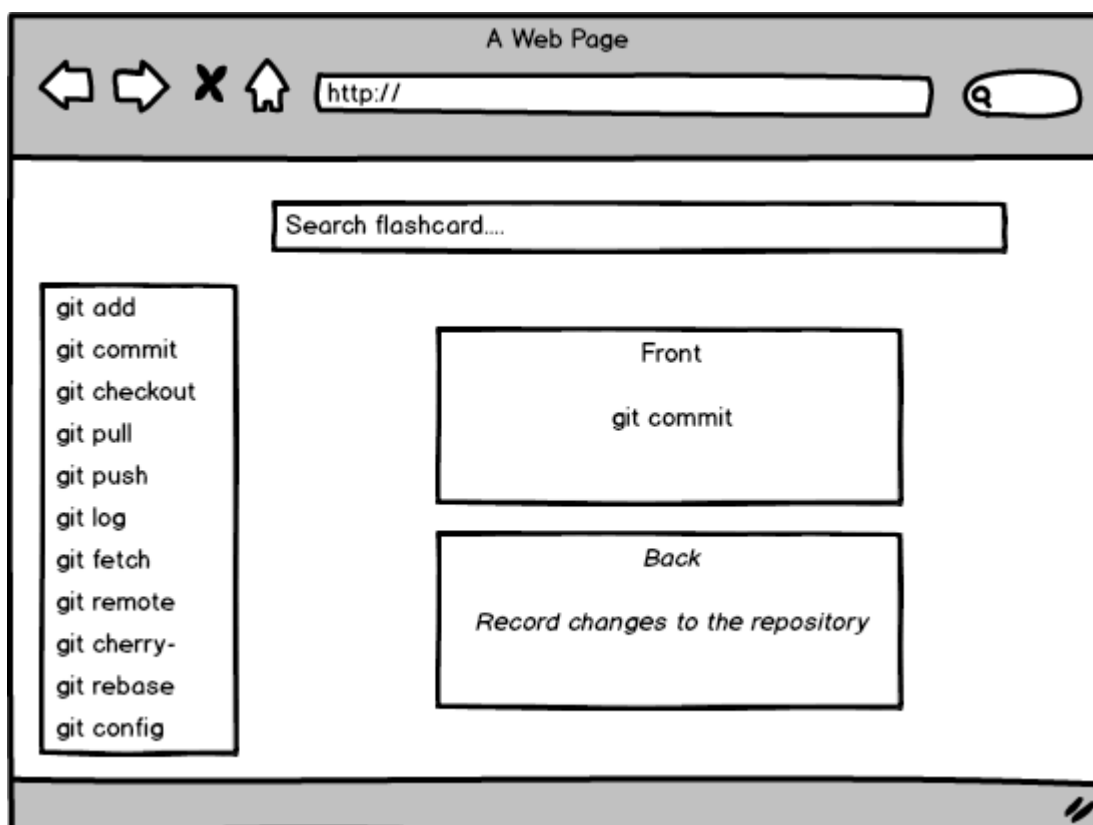 A Web Page
http://
Search flashcard....
git add
git commit
git checkout
git pull
git push
git log
git fetch
git remote
git cherry-
git rebase
git config
Front
git commit
Back
Record changes to the repository